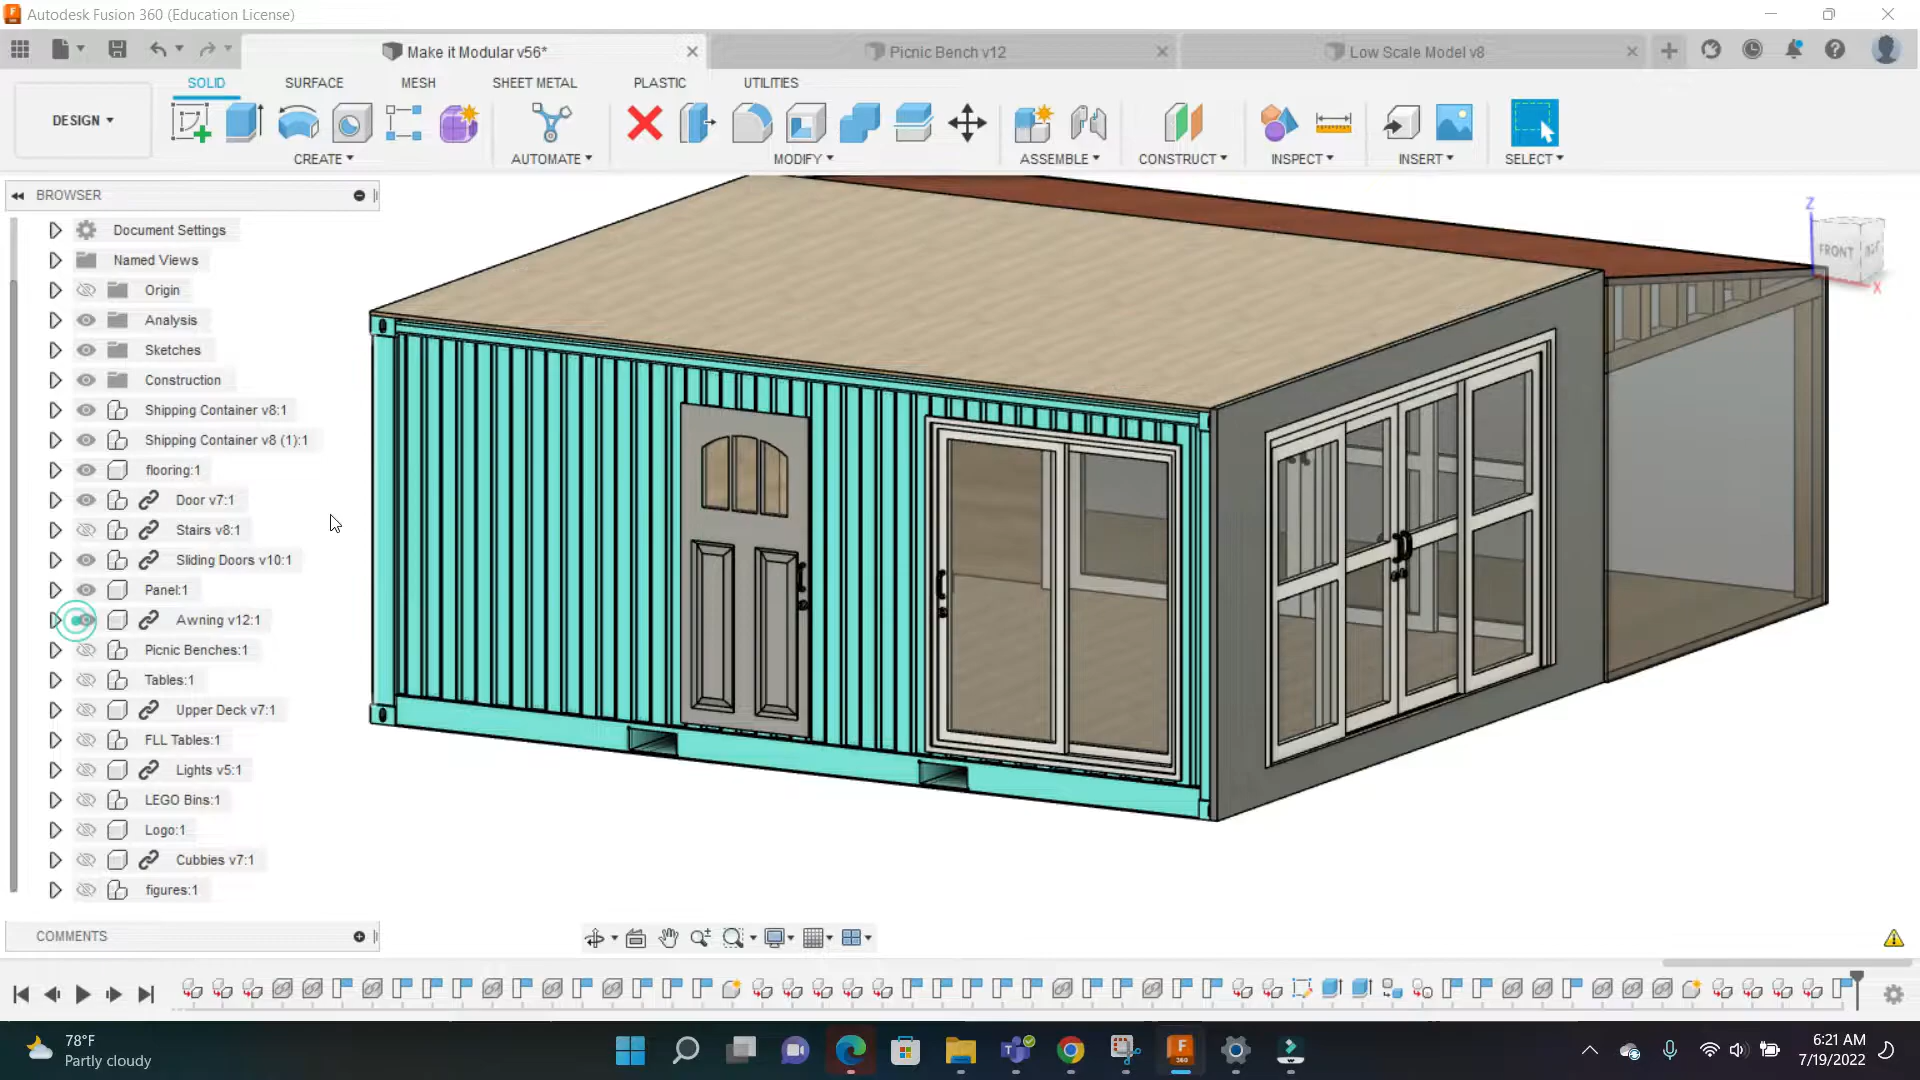 Autodesk Fusion 360 (Education License)
Make it Modular v56*
Picnic Bench v12
Low Scale Model v8
DESIGN
SOLID
SURFACE
MESH
SHEET METAL
PLASTIC
UTILITIES
CREATE
AUTOMATE
MODIFY
ASSEMBLE
CONSTRUCT
INSPECT
INSERT
SELECT
BROWSER
Document Settings
Named Views
Origin
Analysis
Sketches
Construction
Shipping Container v8:1
Shipping Container v8 (1):1
flooring:1
Door v7:1
Stairs v8:1
Sliding Doors v10:1
Panel:1
Awning v12:1
Picnic Benches:1
Tables:1
Upper Deck v7:1
FLL Tables:1
Lights v5:1
LEGO Bins:1
Logo:1
Cubbies v7:1
figures:1
Z
FRONT
X
COMMENTS
78°F
Partly cloudy
F
360
6:21 AM
7/19/2022